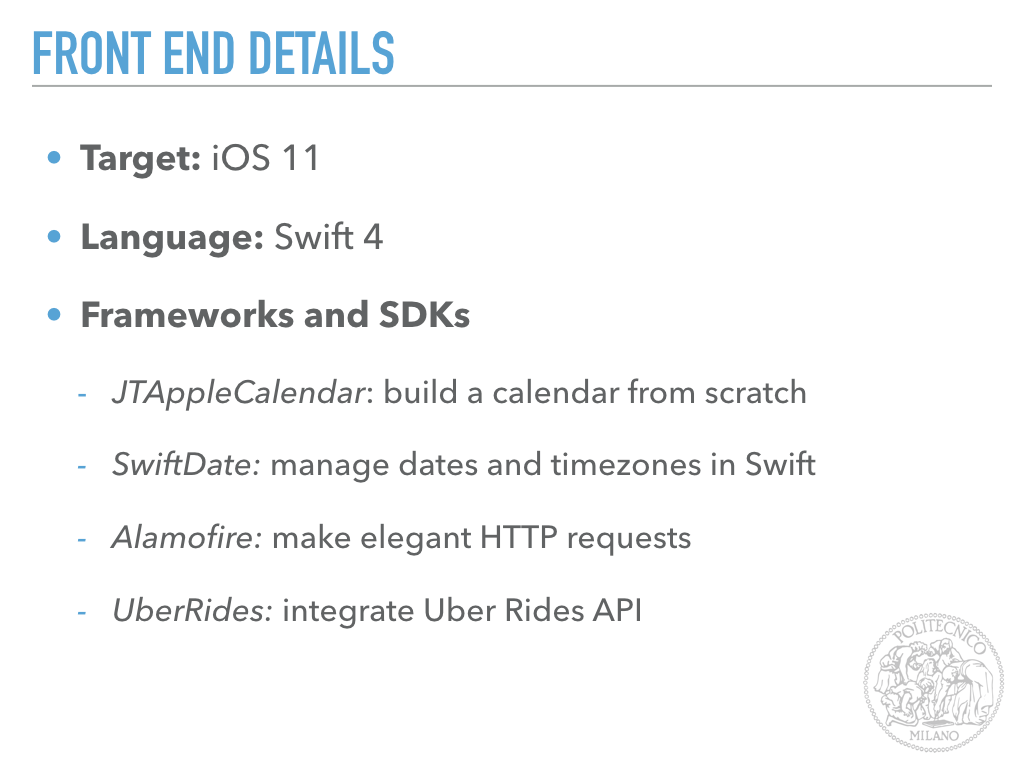 FRONT END DETAILS
• Target: iOS 11
• Language: Swift 4
• Frameworks and SDKs
- JTAppleCalendar: build a calendar from scratch
- SwiftDate: manage dates and timezones in Swift
- Alamofire: make elegant HTTP requests
- UberRides: integrate Uber Rides API
POLITECNICO
MILANO